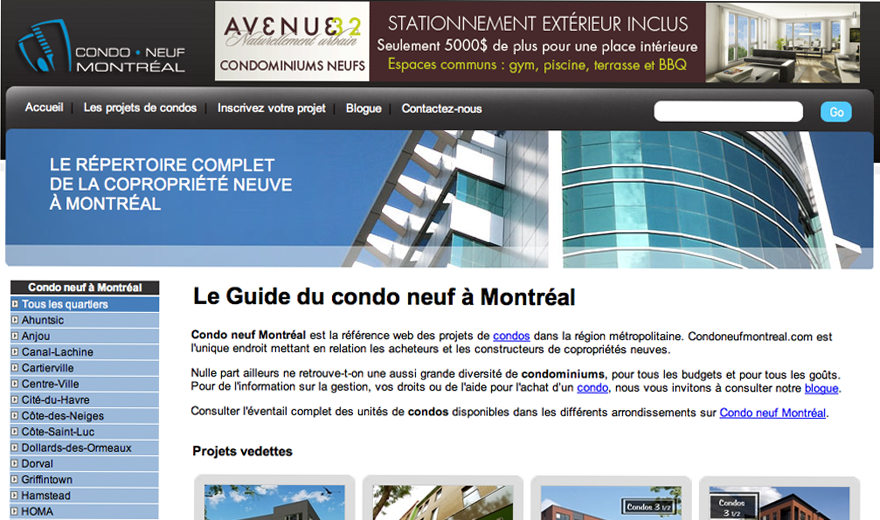 CONDO • NEUF
MONTRÉAL
AVENUE32
Naturellement urbain
CONDOMINIUMS NEUFS
STATIONNEMENT EXTÉRIEUR INCLUS
Seulement 5000$ de plus pour une place intérieure
Espaces communs : gym, piscine, terrasse et BBQ
Accueil | Les projets de condos | Inscrivez votre projet | Blogue | Contactez-nous
Go
LE RÉPERTOIRE COMPLET
DE LA COPROPRIÉTÉ NEUVE
À MONTRÉAL
Condo neuf à Montréal
Tous les quartiers
Ahuntsic
Anjou
Canal-Lachine
Cartierville
Centre-Ville
Cité-du-Havre
Côte-des-Neiges
Côte-Saint-Luc
Dollards-des-Ormeaux
Dorval
Griffintown
Hamstead
HOMA
Le Guide du condo neuf à Montréal
Condo neuf Montréal est la référence web des projets de condos dans la région métropolitaine. Condoneufmontreal.com est
l'unique endroit mettant en relation les acheteurs et les constructeurs de copropriétés neuves.
Nulle part ailleurs ne retrouve-t-on une aussi grande diversité de condominiums, pour tous les budgets et pour tous les goûts.
Pour de l'information sur la gestion, vos droits ou de l'aide pour l'achat d'un condo, nous vous invitons à consulter notre blogue.
Consulter l'éventail complet des unités de condos disponibles dans les différents arrondissements sur Condo neuf Montréal.
Projets vedettes
Condos 3 1/2
Condos
3 1/2